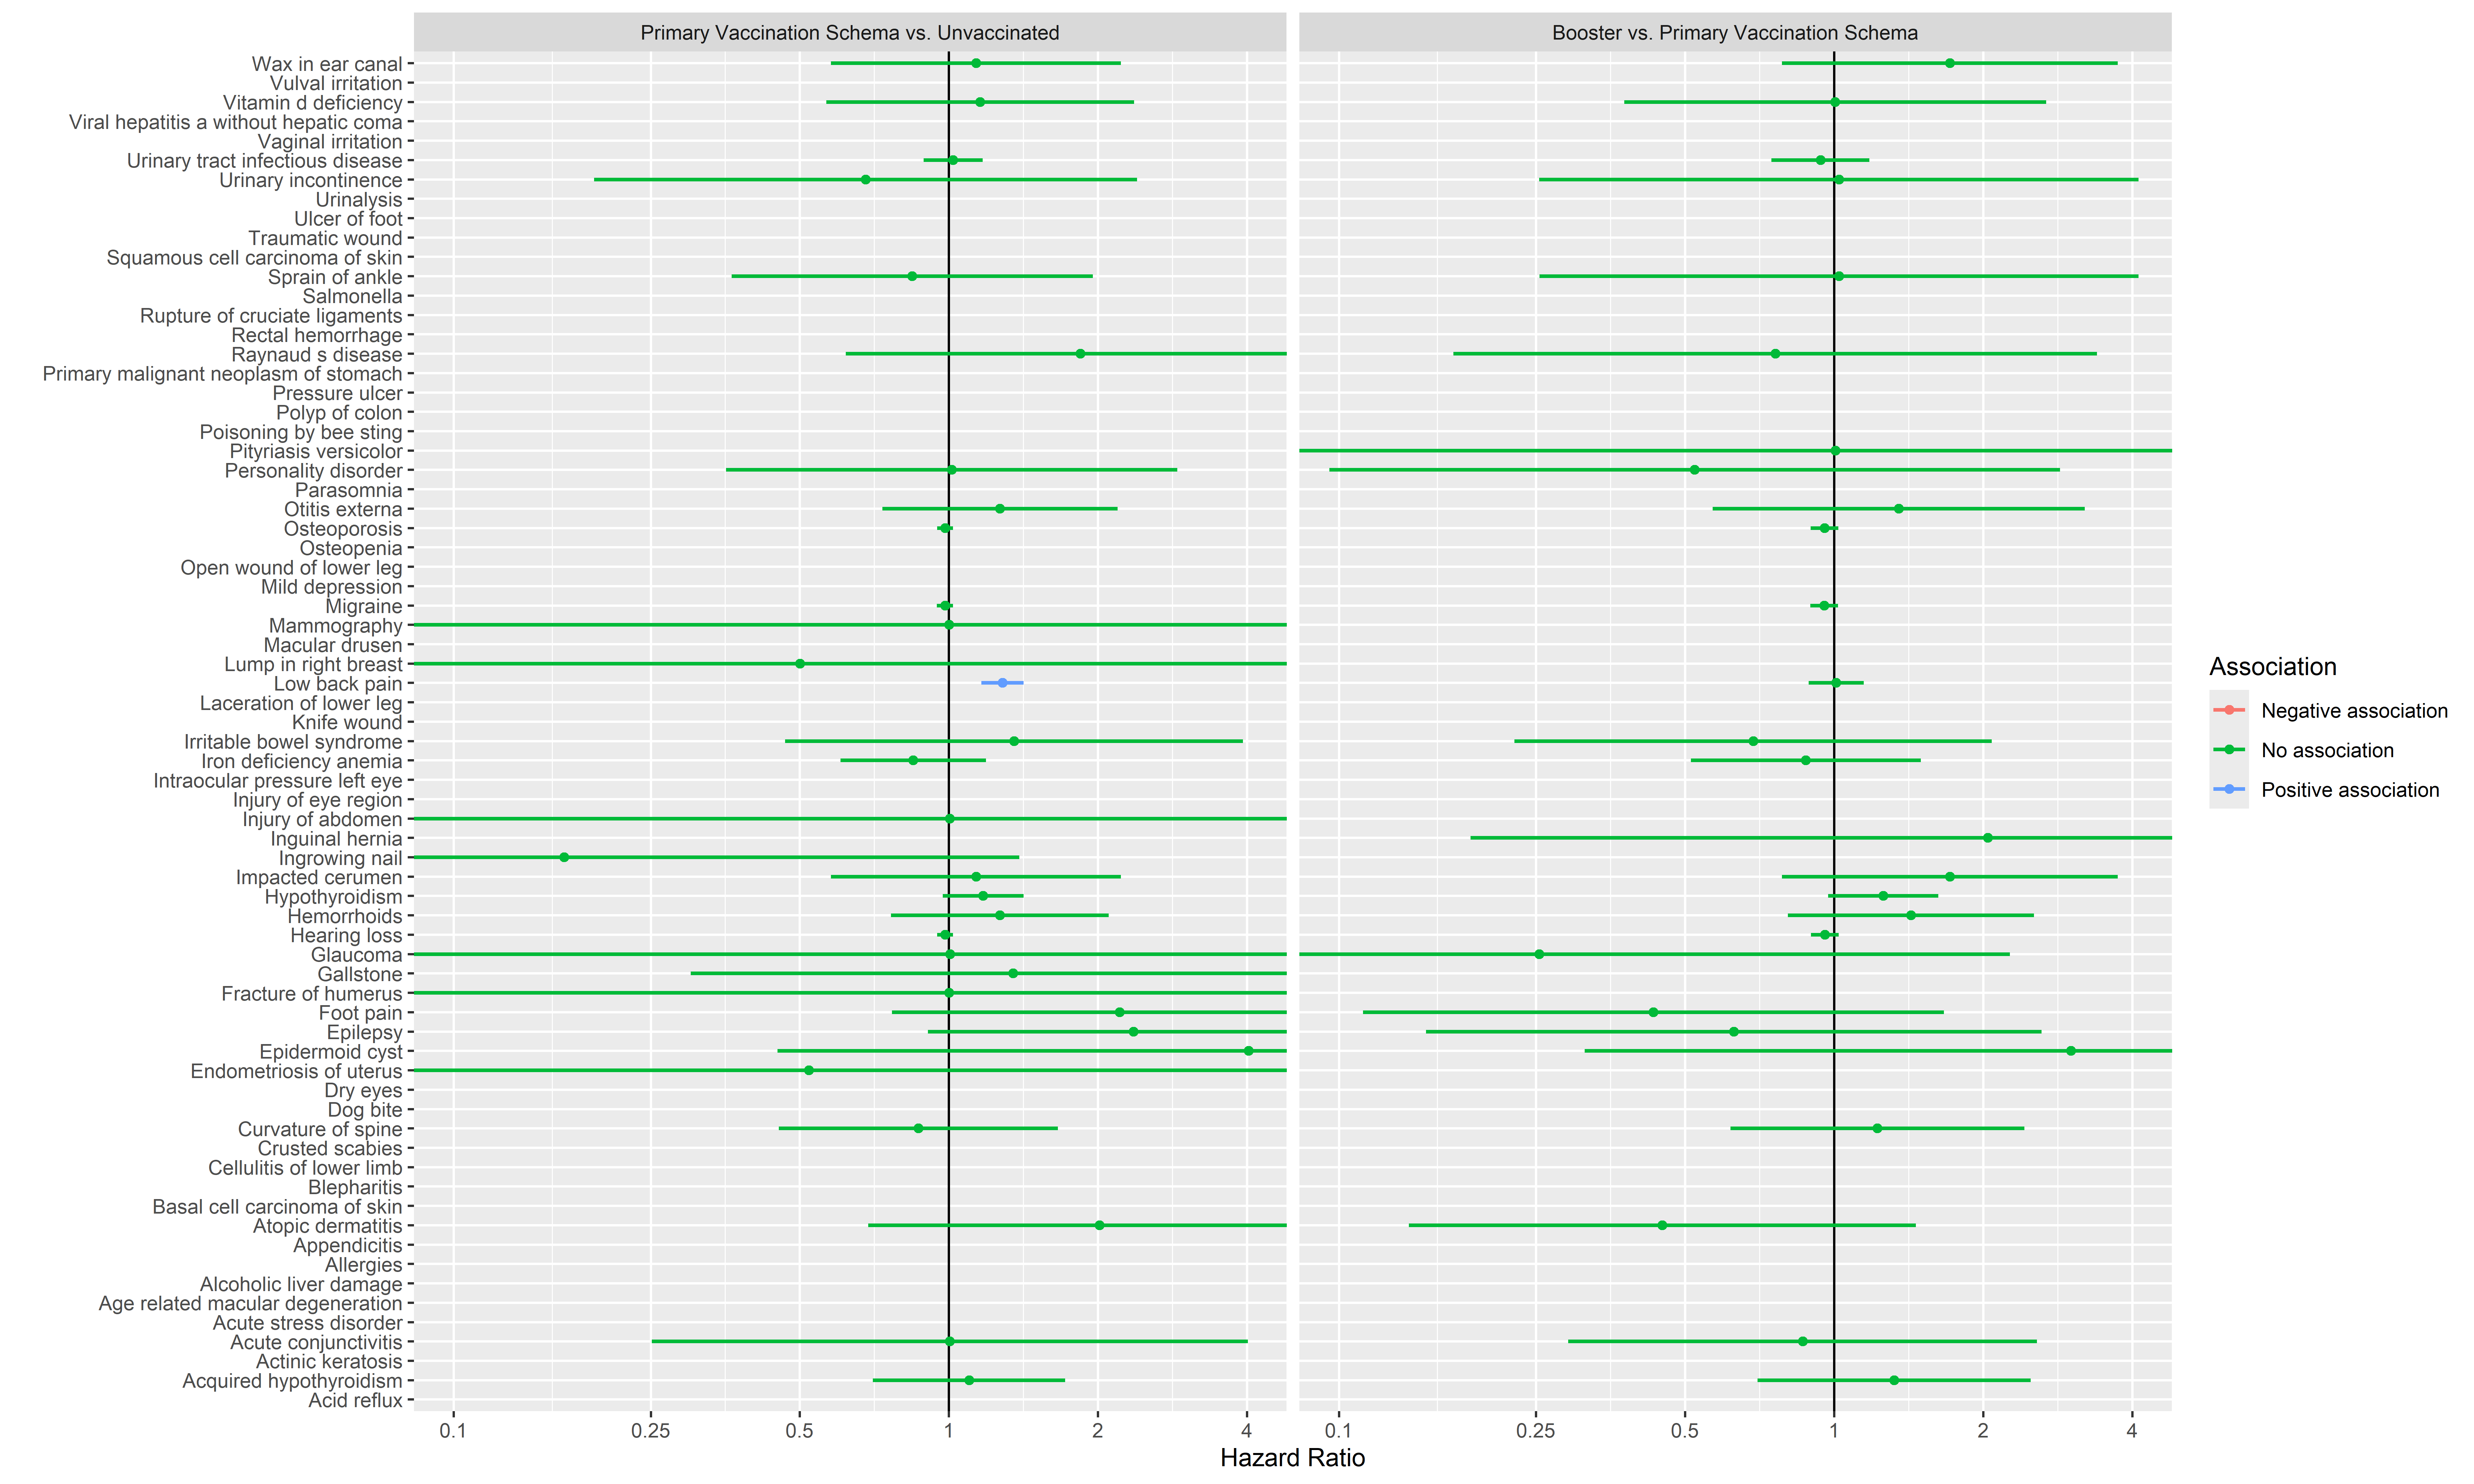 Primary Vaccination Schema vs. Unvaccinated
Booster vs. Primary Vaccination Schema
Wax in ear canal
Vulval irritation
Vitamin d deficiency
Viral hepatitis a without hepatic coma
Vaginal irritation
Urinary tract infectious disease
Urinary incontinence
Urinalysis
Ulcer of foot
Traumatic wound
Squamous cell carcinoma of skin
Sprain of ankle
Salmonella
Rupture of cruciate ligaments
Rectal hemorrhage
Raynaud s disease
Primary malignant neoplasm of stomach
Pressure ulcer
Polyp of colon
Poisoning by bee sting
Pityriasis versicolor
Personality disorder
Parasomnia
Otitis externa
Osteoporosis
Osteopenia
Open wound of lower leg
Mild depression
Migraine
Mammography
Macular drusen
Lump in right breast
Low back pain
Laceration of lower leg
Knife wound
Irritable bowel syndrome
Iron deficiency anemia
Intraocular pressure left eye
Injury of eye region
Injury of abdomen
Inguinal hernia
Ingrowing nail
Impacted cerumen
Hypothyroidism
Hemorrhoids
Hearing loss
Glaucoma
Gallstone
Fracture of humerus
Foot pain
Epilepsy
Epidermoid cyst
Endometriosis of uterus
Dry eyes
Dog bite
Curvature of spine
Crusted scabies
Cellulitis of lower limb
Blepharitis
Basal cell carcinoma of skin
Atopic dermatitis
Appendicitis
Allergies
Alcoholic liver damage
Age related macular degeneration
Acute stress disorder
Acute conjunctivitis
Actinic keratosis
Acquired hypothyroidism
Acid reflux
0.1 0.25 0.5 1 2 4
0.1 0.25 0.5 1 2 4
Hazard Ratio
Association
Negative association
No association
Positive association